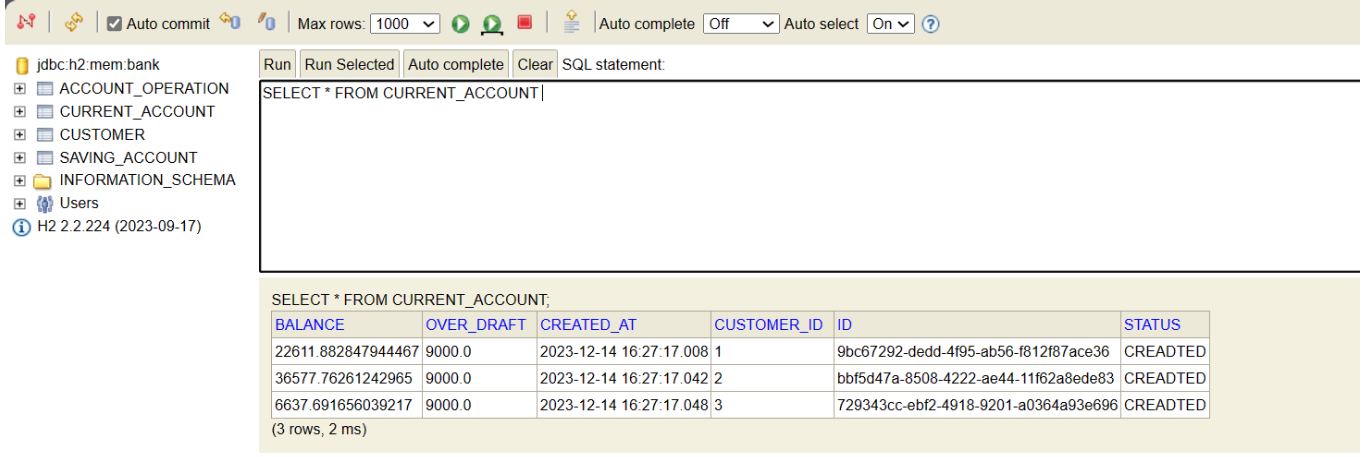 Auto commit Max rows: 1000 Auto complete Off Auto select On
jdbc:h2:mem:bank
ACCOUNT_OPERATION
CURRENT_ACCOUNT
CUSTOMER
SAVING_ACCOUNT
INFORMATION_SCHEMA
Users
H2 2.2.224 (2023-09-17)
Run Run Selected Auto complete Clear SQL statement:
SELECT * FROM CURRENT_ACCOUNT
SELECT * FROM CURRENT_ACCOUNT;
BALANCE OVER_DRAFT CREATED_AT CUSTOMER_ID ID STATUS
22611.882847944467 9000.0 2023-12-14 16:27:17.008 1 9bc67292-dedd-4f95-ab56-f812f87ace36 CREADTED
36577.76261242965 9000.0 2023-12-14 16:27:17.042 2 bbf5d47a-8508-4222-ae44-11f62a8ede83 CREADTED
6637.691656039217 9000.0 2023-12-14 16:27:17.048 3 729343cc-ebf2-4918-9201-a0364a93e696 CREADTED
(3 rows, 2 ms)